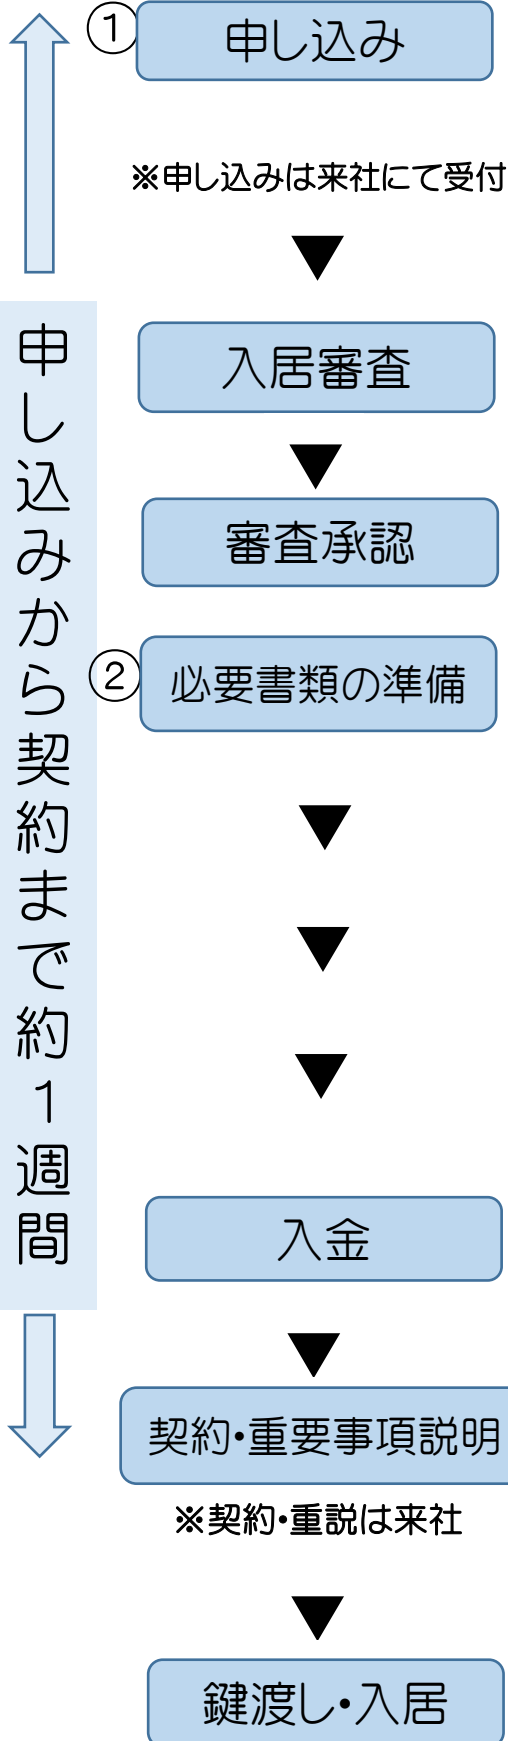 ①
申し込み
※申し込みは来社にて受付
▼
入居審査
▼
審査承認
②
必要書類の準備
▼
▼
▼
入金
▼
契約・重要事項説明
※契約・重説は来社
▼
鍵渡し・入居
申し込みから契約まで約1週間